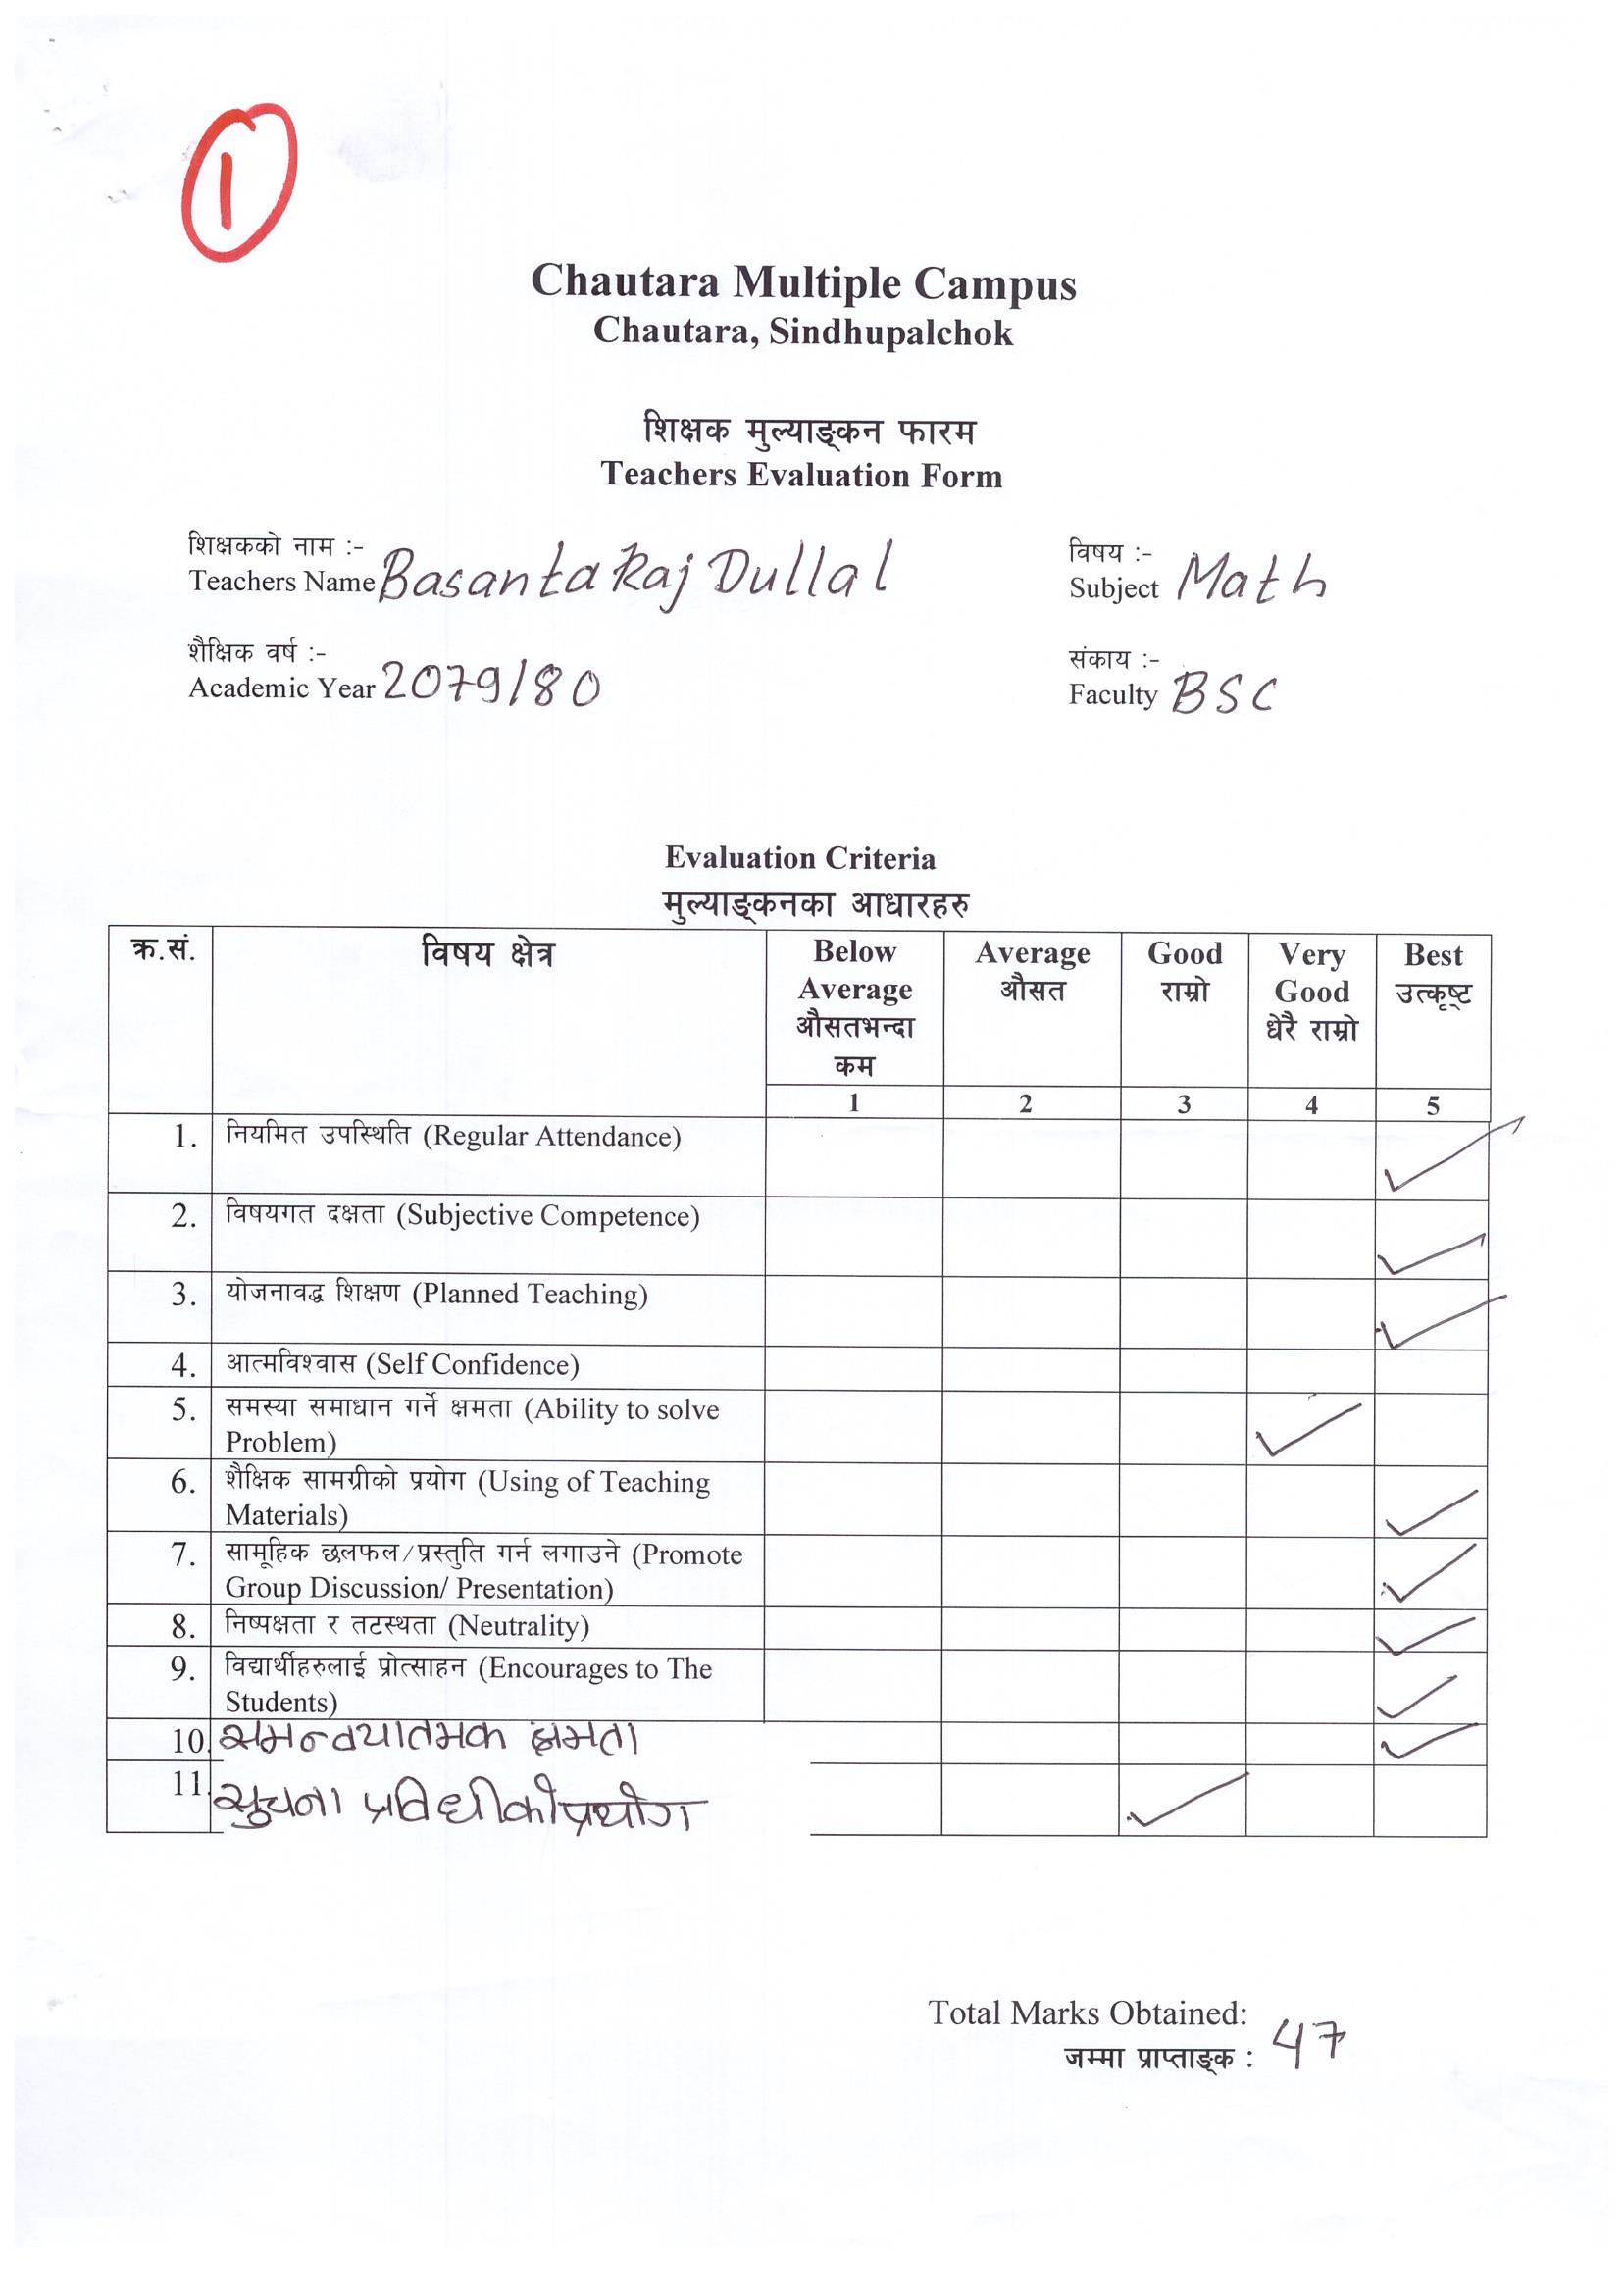 1
Chautara Multiple Campus
Chautara, Sindhupalchok
शिक्षक मुल्याङ्कन फारम
Teachers Evaluation Form
शिक्षकको नाम :-
Teachers Name Basanta Raj Dullal
विषय :-
Subject Math
शैक्षिक वर्ष :-
Academic Year 2079/80
संकाय :-
Faculty BSC
Evaluation Criteria
मुल्याङ्कनका आधारहरु
क्र.सं. विषय क्षेत्र Below Average औसतभन्दा कम Average औसत Good राम्रो Very Good धेरै राम्रो Best उत्कृष्ट
1 2 3 4 5
1. नियमित उपस्थिति (Regular Attendance) ✓
2. विषयगत दक्षता (Subjective Competence) ✓
3. योजनावद्ध शिक्षण (Planned Teaching) ✓
4. आत्मविश्वास (Self Confidence)
5. समस्या समाधान गर्ने क्षमता (Ability to solve
Problem) ✓
6. शैक्षिक सामग्रीको प्रयोग (Using of Teaching
Materials) ✓
7. सामूहिक छलफल/प्रस्तुति गर्न लगाउने (Promote
Group Discussion/ Presentation) ✓
8. निष्पक्षता र तटस्थता (Neutrality) ✓
9. विद्यार्थीहरुलाई प्रोत्साहन (Encourages to The
Students) ✓
10. समन्वयातमक क्षमता ✓
11. सुचना प्रविधीको प्रयोग ✓
Total Marks Obtained:
जम्मा प्राप्ताङ्क : 47